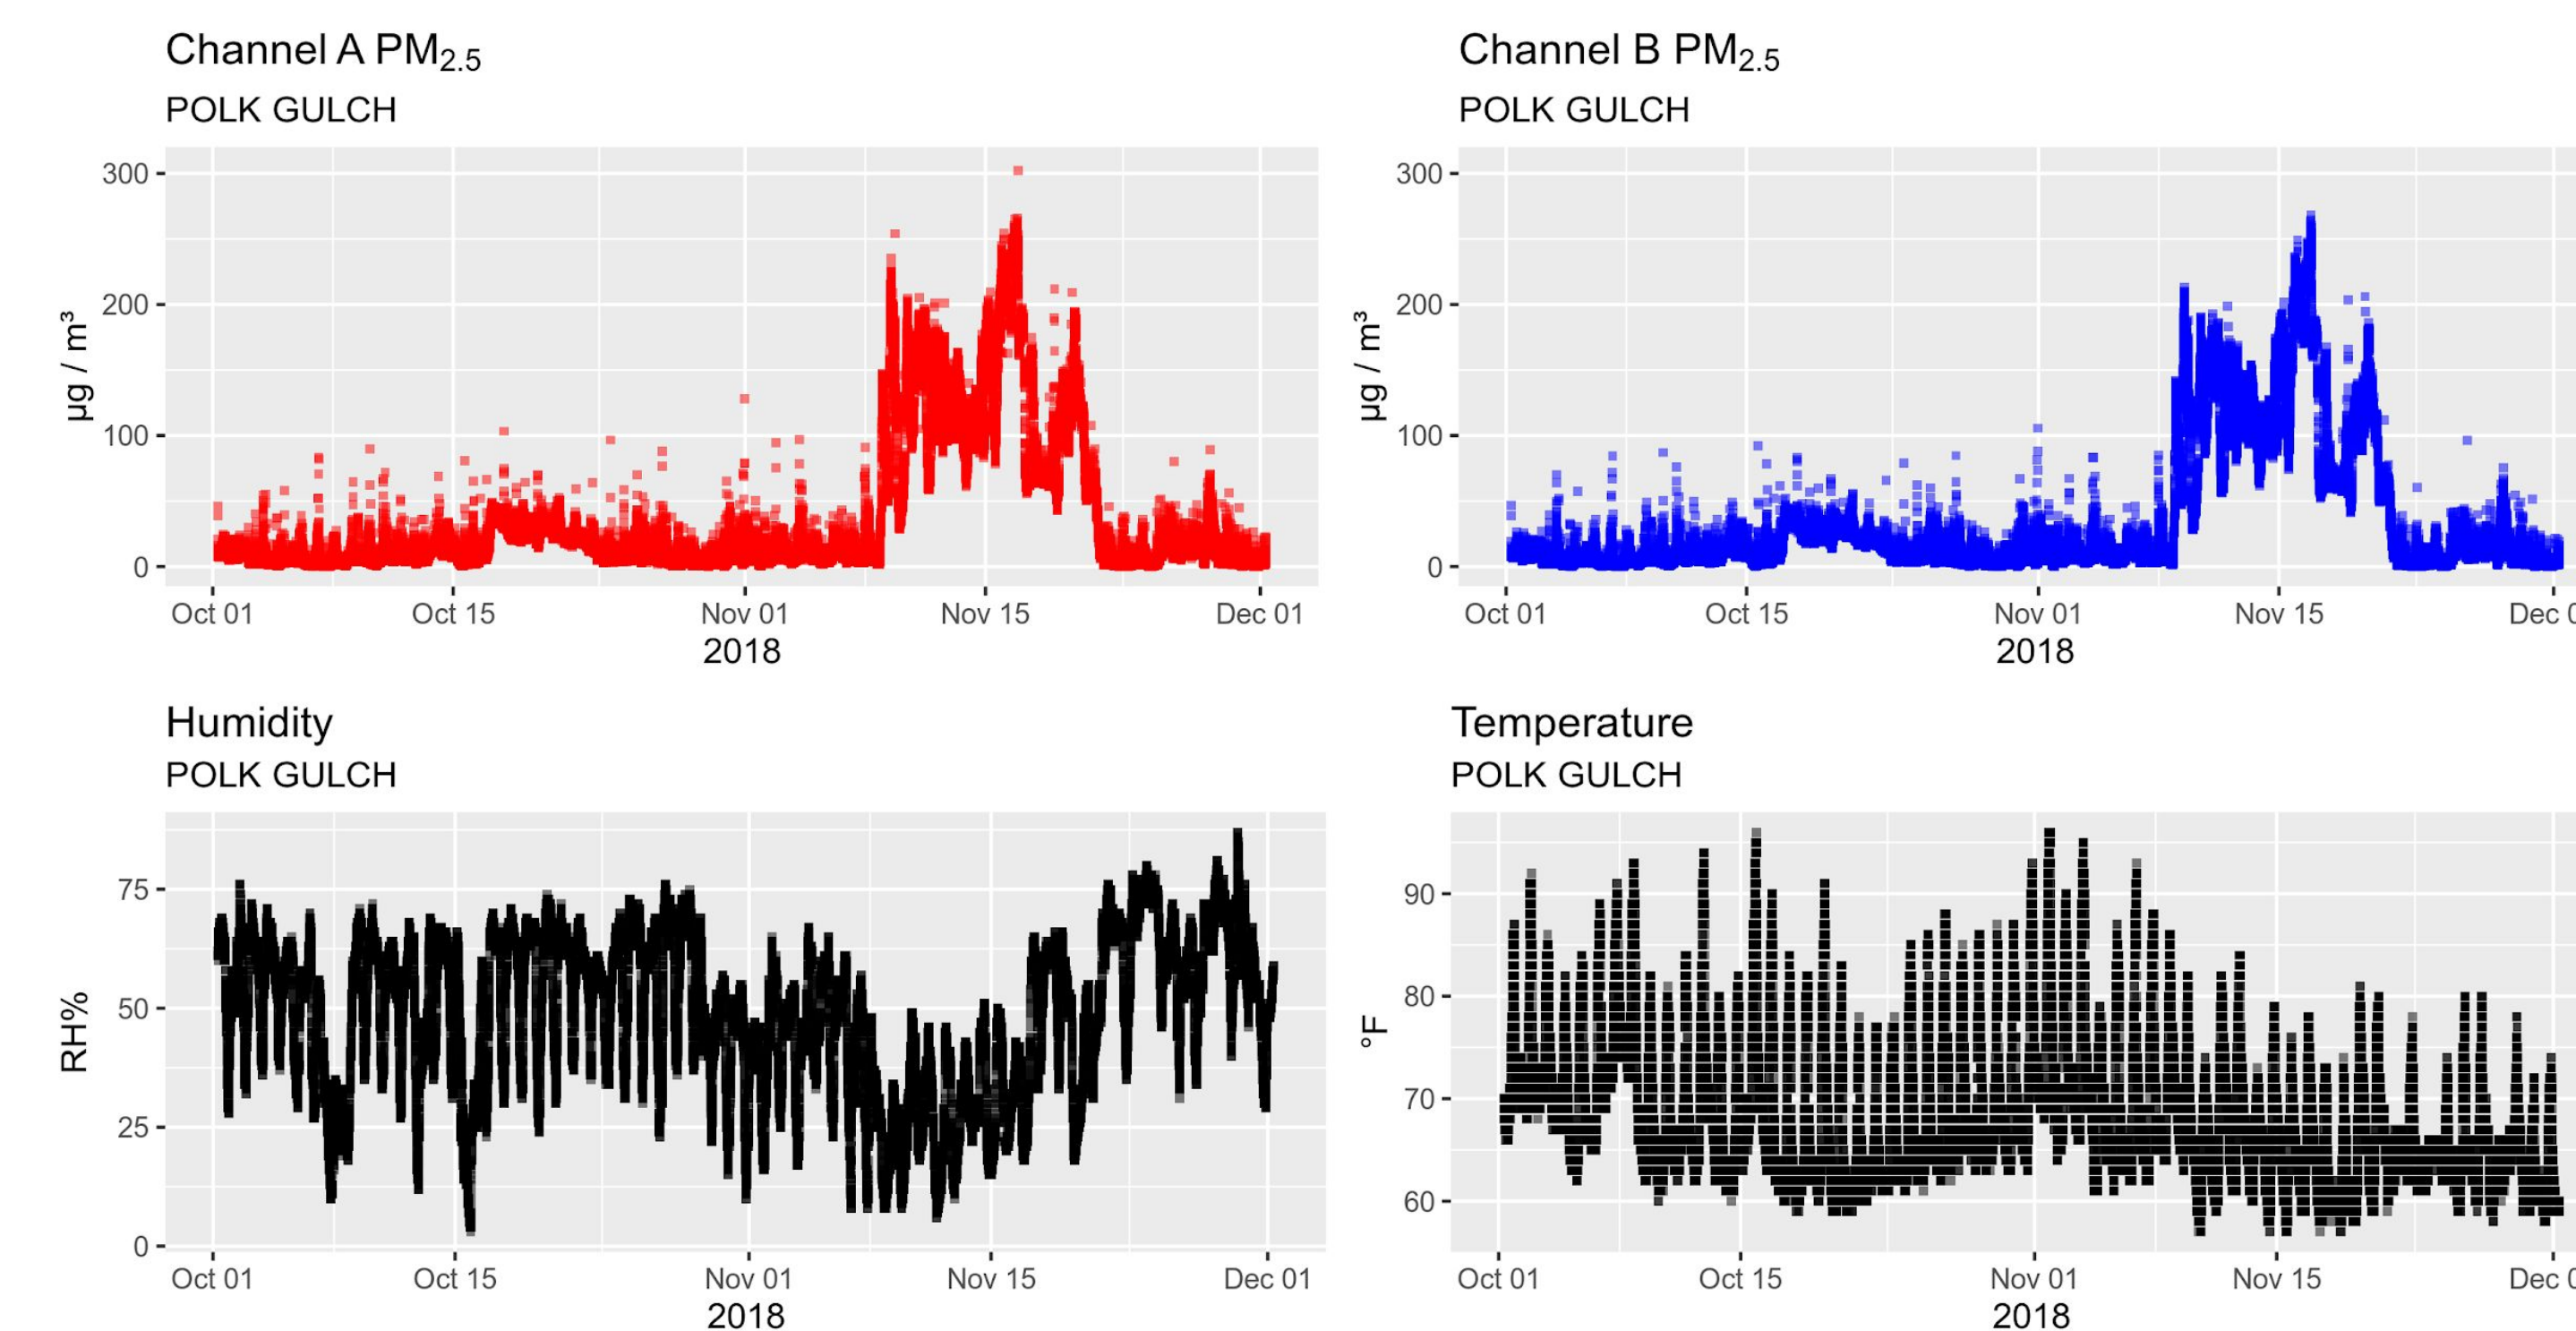 Channel A PM2.5
POLK GULCH
300
200
100
0
µg / m³
Oct 01 Oct 15 Nov 01 Nov 15 Dec 01
2018
Channel B PM2.5
POLK GULCH
300
200
100
0
µg / m³
Oct 01 Oct 15 Nov 01 Nov 15 Dec 0
2018
Humidity
POLK GULCH
75
50
25
0
RH%
Oct 01 Oct 15 Nov 01 Nov 15 Dec 01
2018
Temperature
POLK GULCH
90
80
70
60
°F
Oct 01 Oct 15 Nov 01 Nov 15 Dec 0
2018